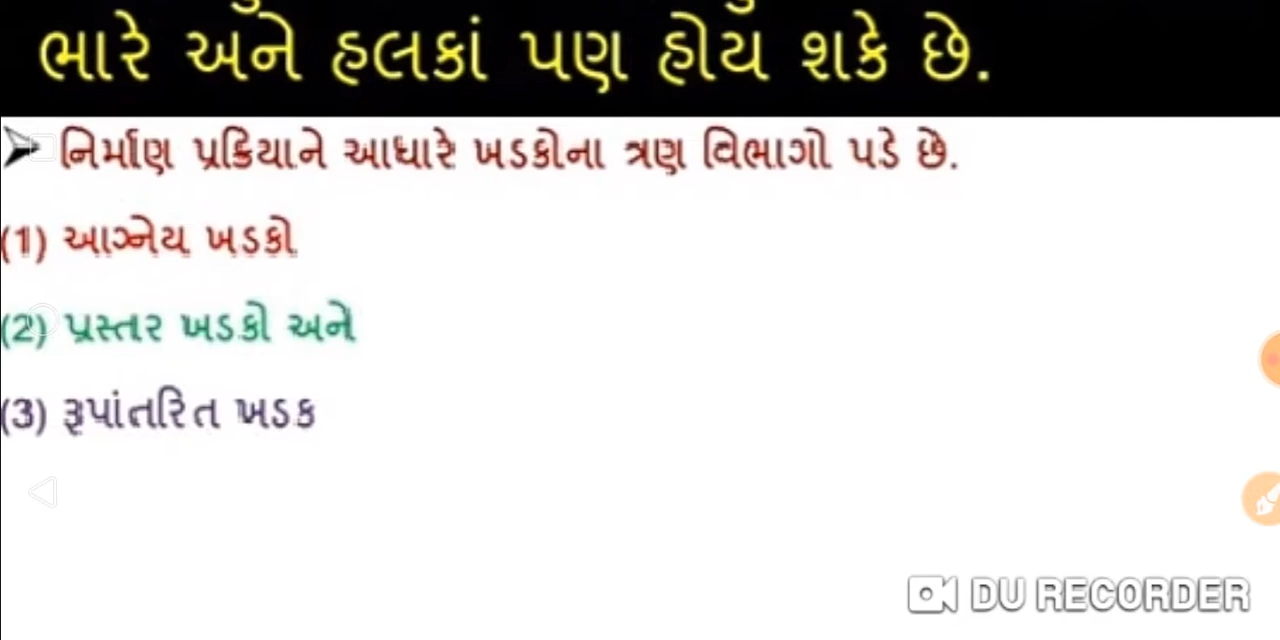 ભારે અને હલકાં પણ હોય શકે છે.
➢ નિર્માણ પ્રક્રિયાને આધારે ખડકોના ત્રણ વિભાગો પડે છે.
(1) આગ્નેય ખડકો
(2) પ્રસ્તર ખડકો અને
(3) રૂપાંતરિત ખડક
DU RECORDER